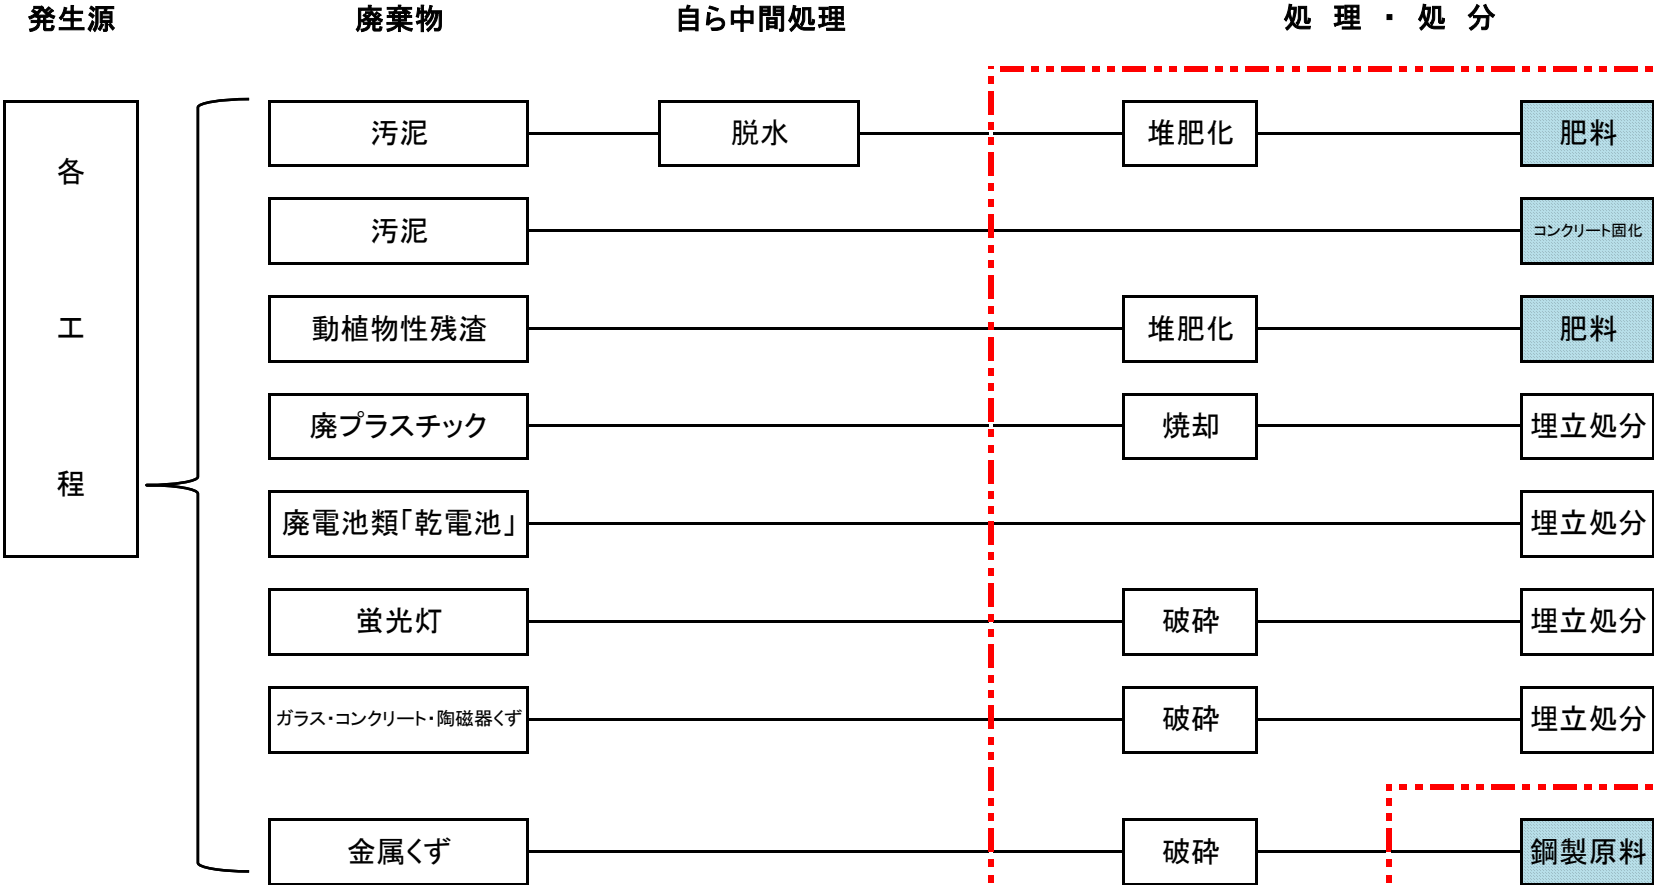 発生源 廃棄物 自ら中間処理 処 理 ・ 処 分
各
工
程
汚泥 脱水 堆肥化 肥料
汚泥 コンクリート固化
動植物性残渣 堆肥化 肥料
廃プラスチック 焼却 埋立処分
廃電池類「乾電池」 埋立処分
蛍光灯 破砕 埋立処分
ガラス・コンクリート・陶磁器くず 破砕 埋立処分
金属くず 破砕 鋼製原料